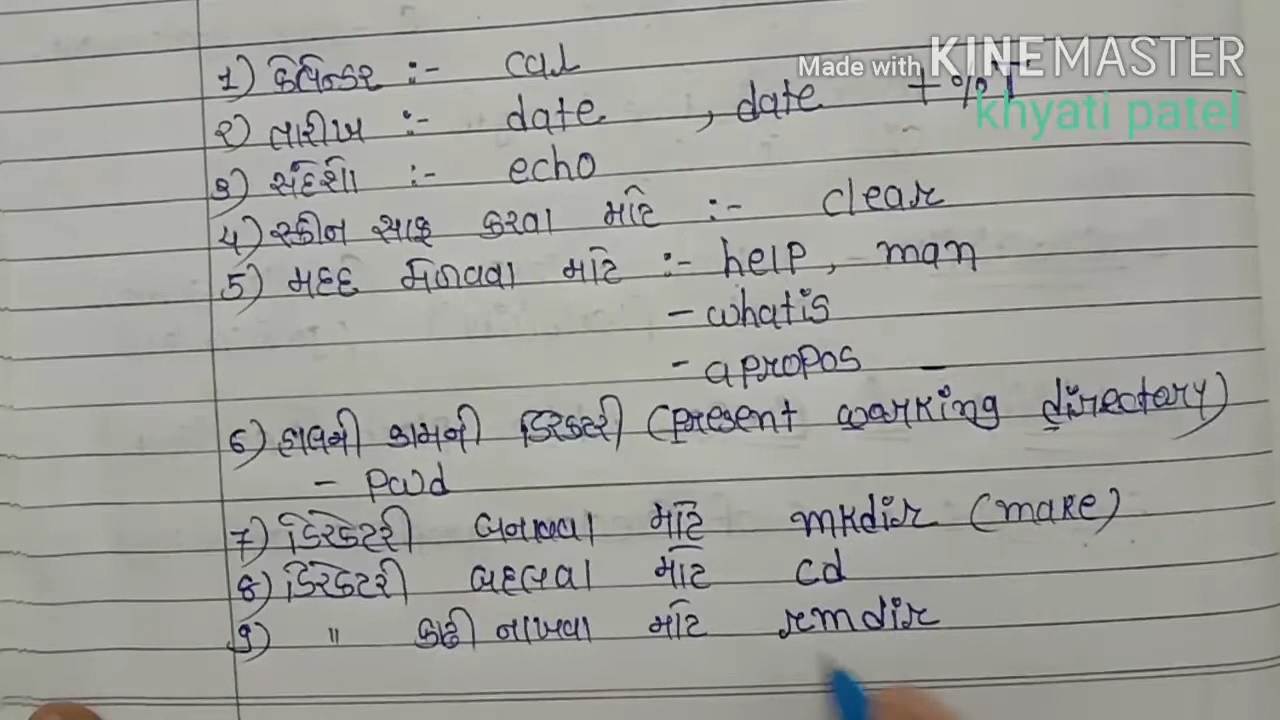 Made with KINEMASTER
khyati patel
1) કેલેન્ડર :- cal
૨) તારીખ :- date , date +%T
3) સંદેશો :- echo
4) સ્ક્રીન સાફ કરવા માટે :- clear
5) મદદ મેળવવા માટે :- help, man
- whatis
- apropos
6) હાલની કામની ડિરેક્ટરી (present working directory)
- pwd
7) ડિરેક્ટરી બનાવવા માટે mkdir (make)
8) ડિરેક્ટરી બદલવા માટે cd
9) " કાઢી નાખવા માટે rmdir